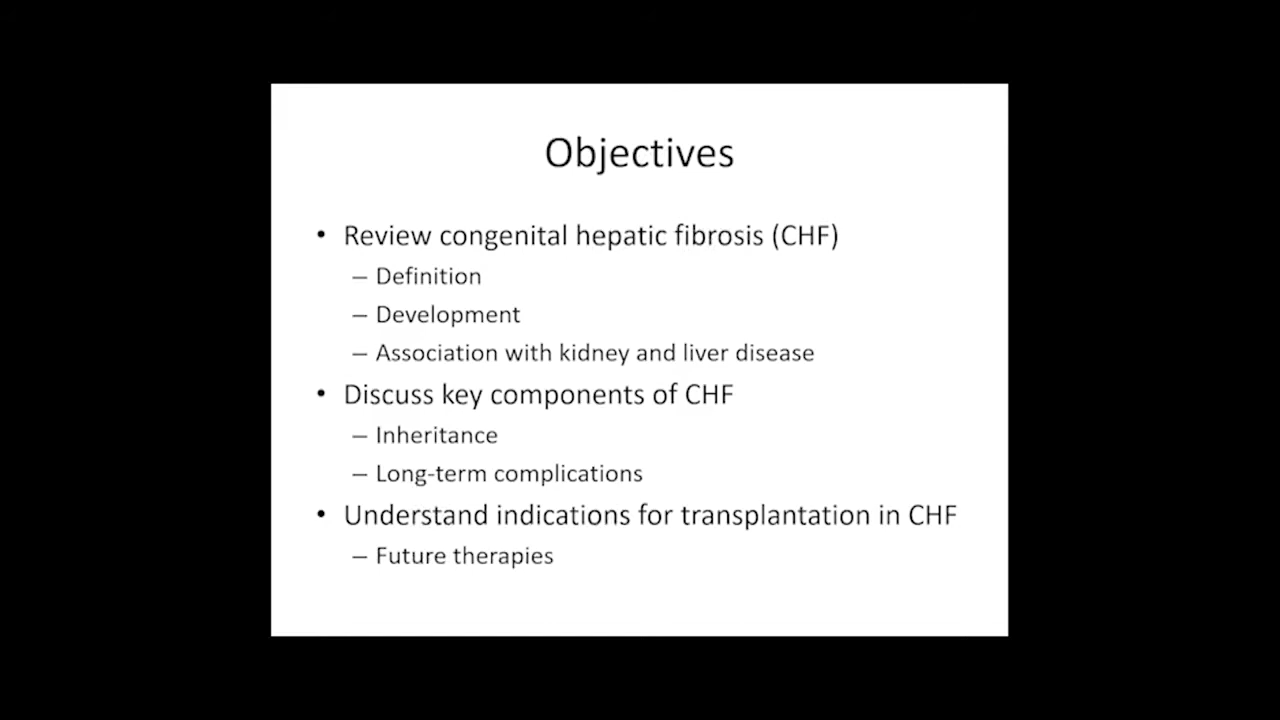 Objectives
• Review congenital hepatic fibrosis (CHF)
– Definition
– Development
– Association with kidney and liver disease
• Discuss key components of CHF
– Inheritance
– Long-term complications
• Understand indications for transplantation in CHF
– Future therapies